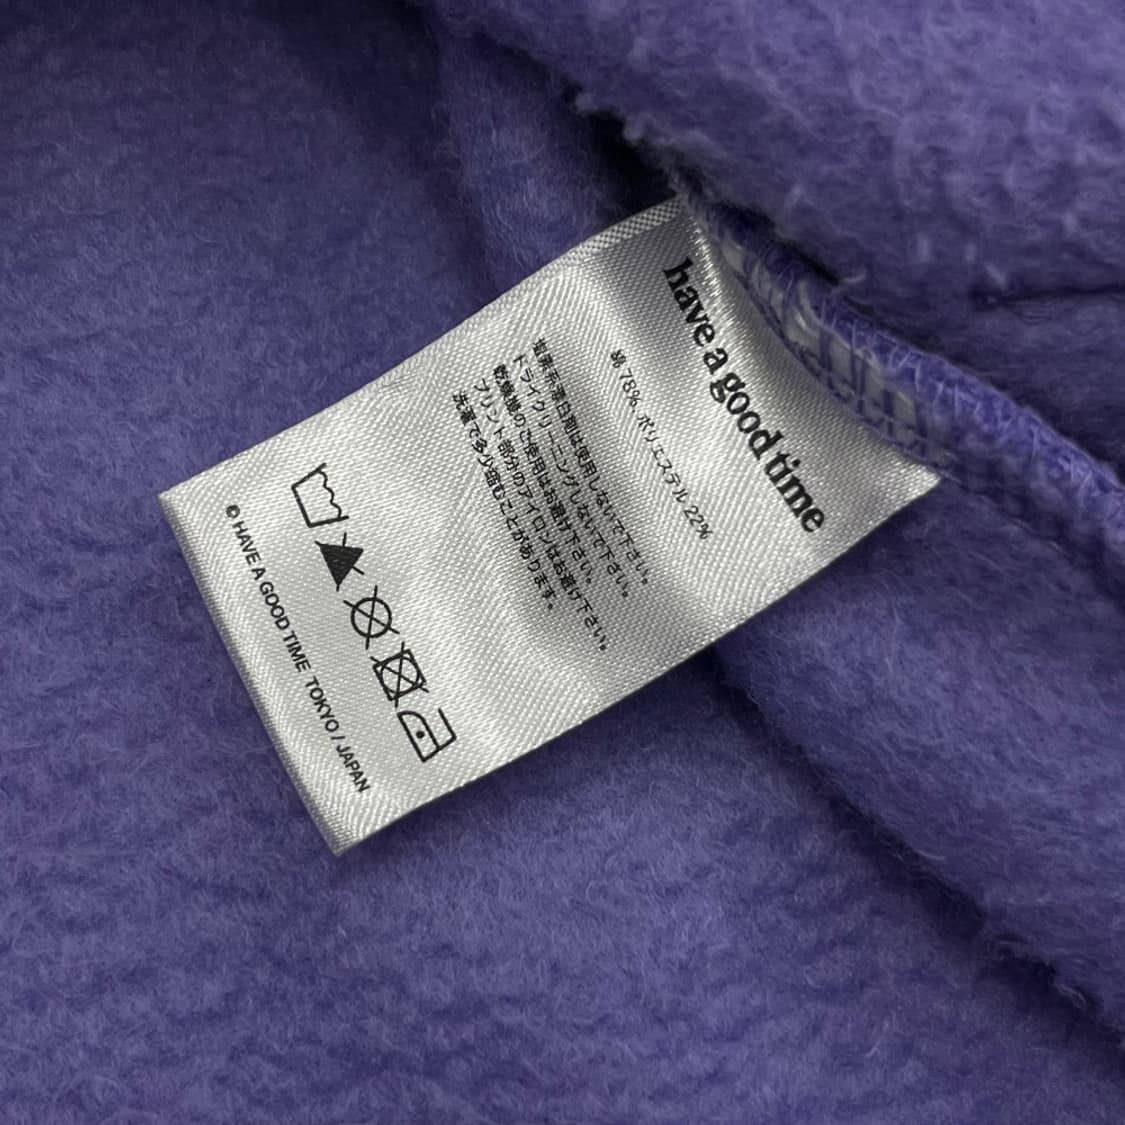 have a good time
綿 78%, ポリエステル 22%
塩素系漂白剤は使用しないで下さい。
ドライクリーニングしないで下さい。
乾燥機のご使用はお避け下さい。
プリント部分のアイロンはお避け下さい。
洗濯で多少縮むことがあります。
© HAVE A GOOD TIME TOKYO / JAPAN